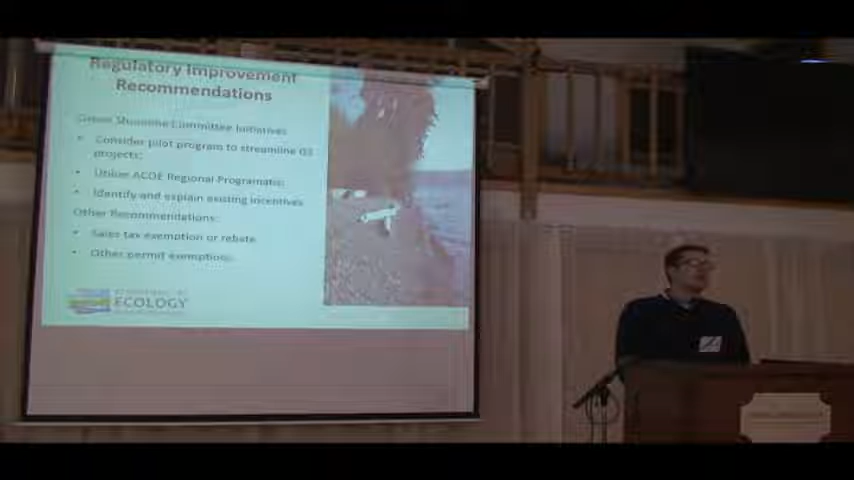 Regulatory Improvement
Recommendations
Green Shoreline Committee Initiatives
• Consider pilot program to streamline GS
projects;
• Utilize ACOE Regional Programatic;
• Identify and explain existing incentives
Other Recommendations:
• Sales tax exemption or rebate
• Other permit exemptions
ECOLOGY